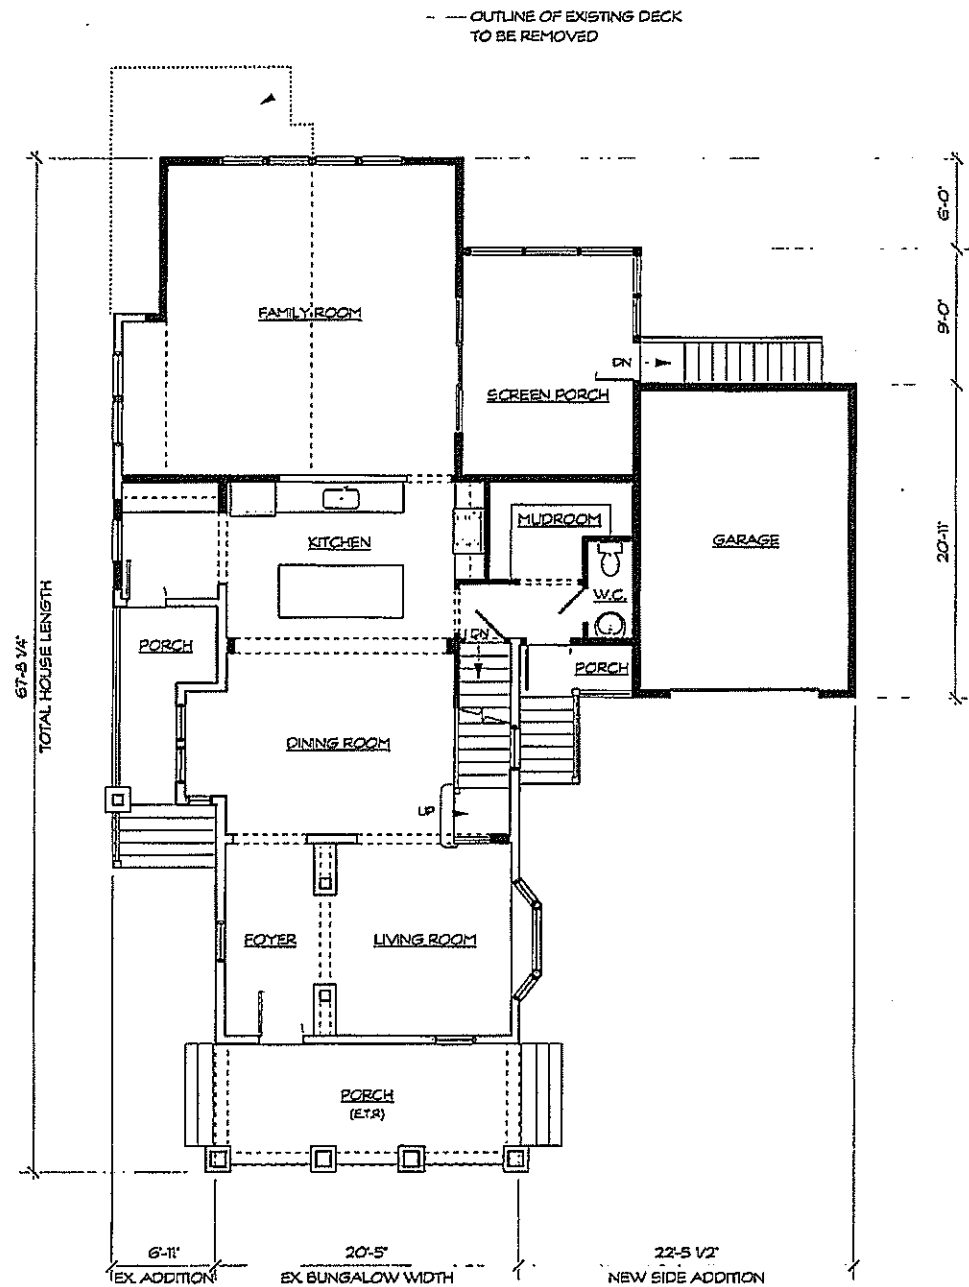 OUTLINE OF EXISTING DECK
TO BE REMOVED
6'-0"
FAMILY ROOM
9'-0"
DN
SCREEN PORCH
MUDROOM
KITCHEN
GARAGE
20'-11"
W.C.
67'-8 1/4"
TOTAL HOUSE LENGTH
PORCH
DN
PORCH
DINING ROOM
UP
FOYER
LIVING ROOM
PORCH
(E.T.R)
6'-11"
20'-5"
22'-5 1/2"
EX. ADDITION
EX. BUNGALOW WIDTH
NEW SIDE ADDITION